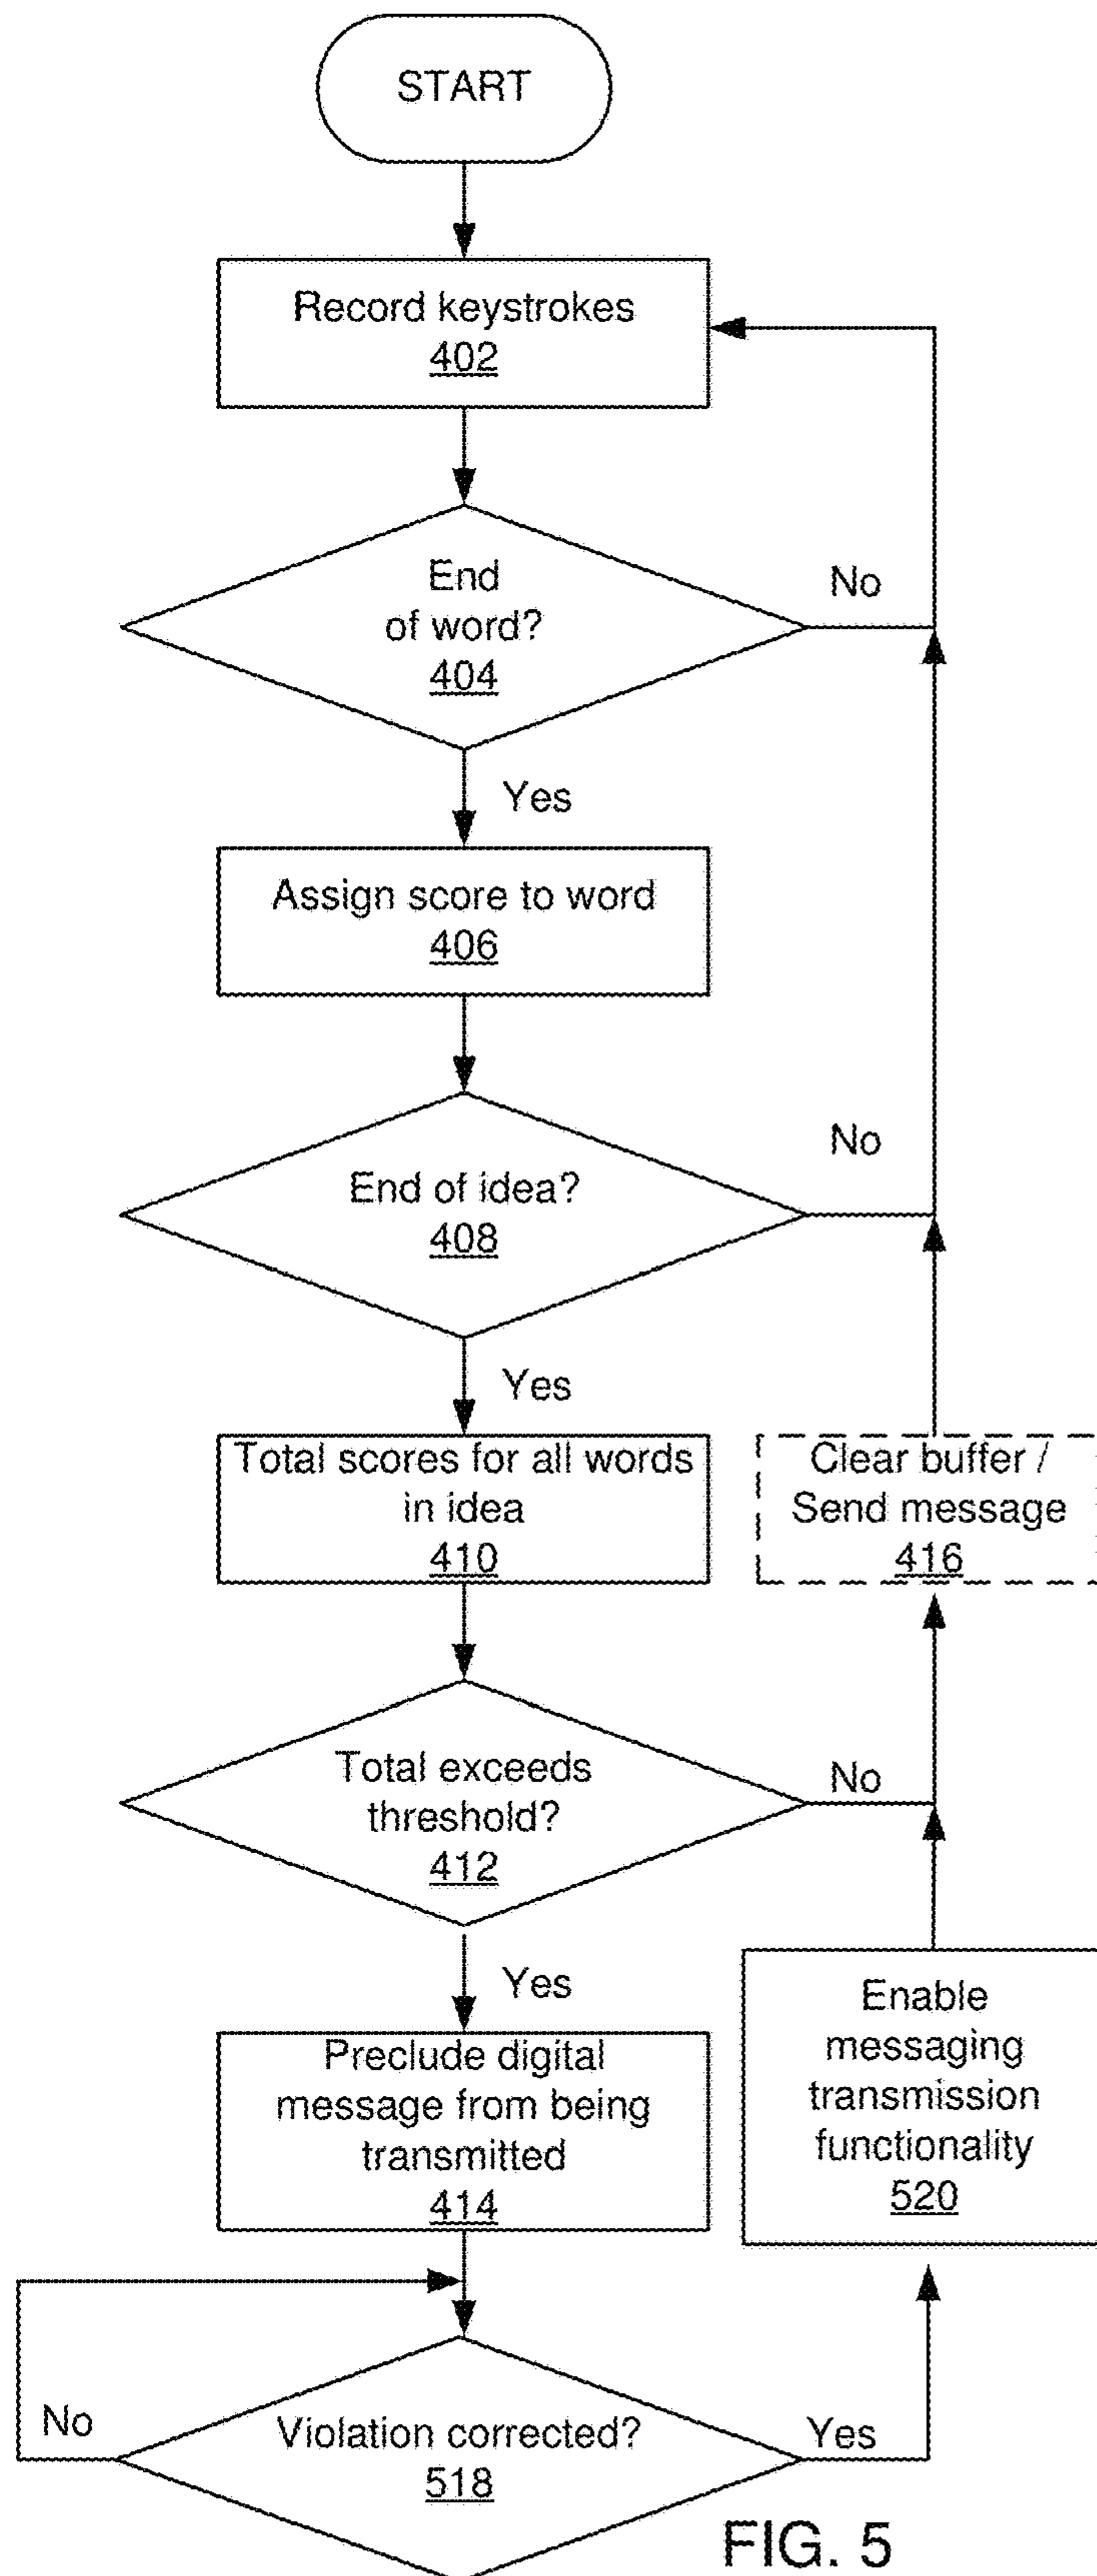 START
Record keystrokes
402
End
of word?
404
No
Yes
Assign score to word
406
End of idea?
408
No
Yes
Total scores for all words
in idea
410
Clear buffer /
Send message
416
Total exceeds
threshold?
412
No
Yes
Preclude digital
message from being
transmitted
414
Enable
messaging
transmission
functionality
520
Violation corrected?
518
No
Yes
FIG. 5